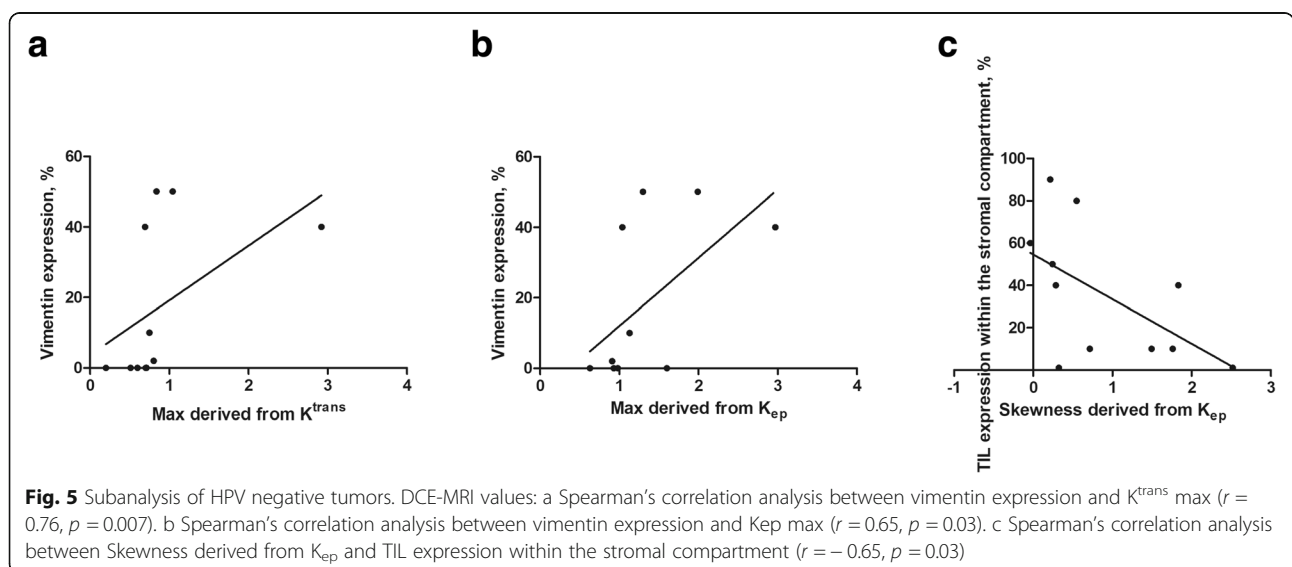 a
b
c
Vimentin expression, %
60
40
20
0
0
1
2
3
4
Max derived from K^trans
Vimentin expression, %
60
40
20
0
0
1
2
3
4
Max derived from K_ep
TIL expression within the stromal compartment, %
100
80
60
40
20
-1
0
1
2
3
Skewness derived from K_ep
Fig. 5 Subanalysis of HPV negative tumors. DCE-MRI values: a Spearman's correlation analysis between vimentin expression and K^trans max (r =
0.76, p = 0.007). b Spearman's correlation analysis between vimentin expression and Kep max (r = 0.65, p = 0.03). c Spearman's correlation analysis
between Skewness derived from K_ep and TIL expression within the stromal compartment (r = − 0.65, p = 0.03)